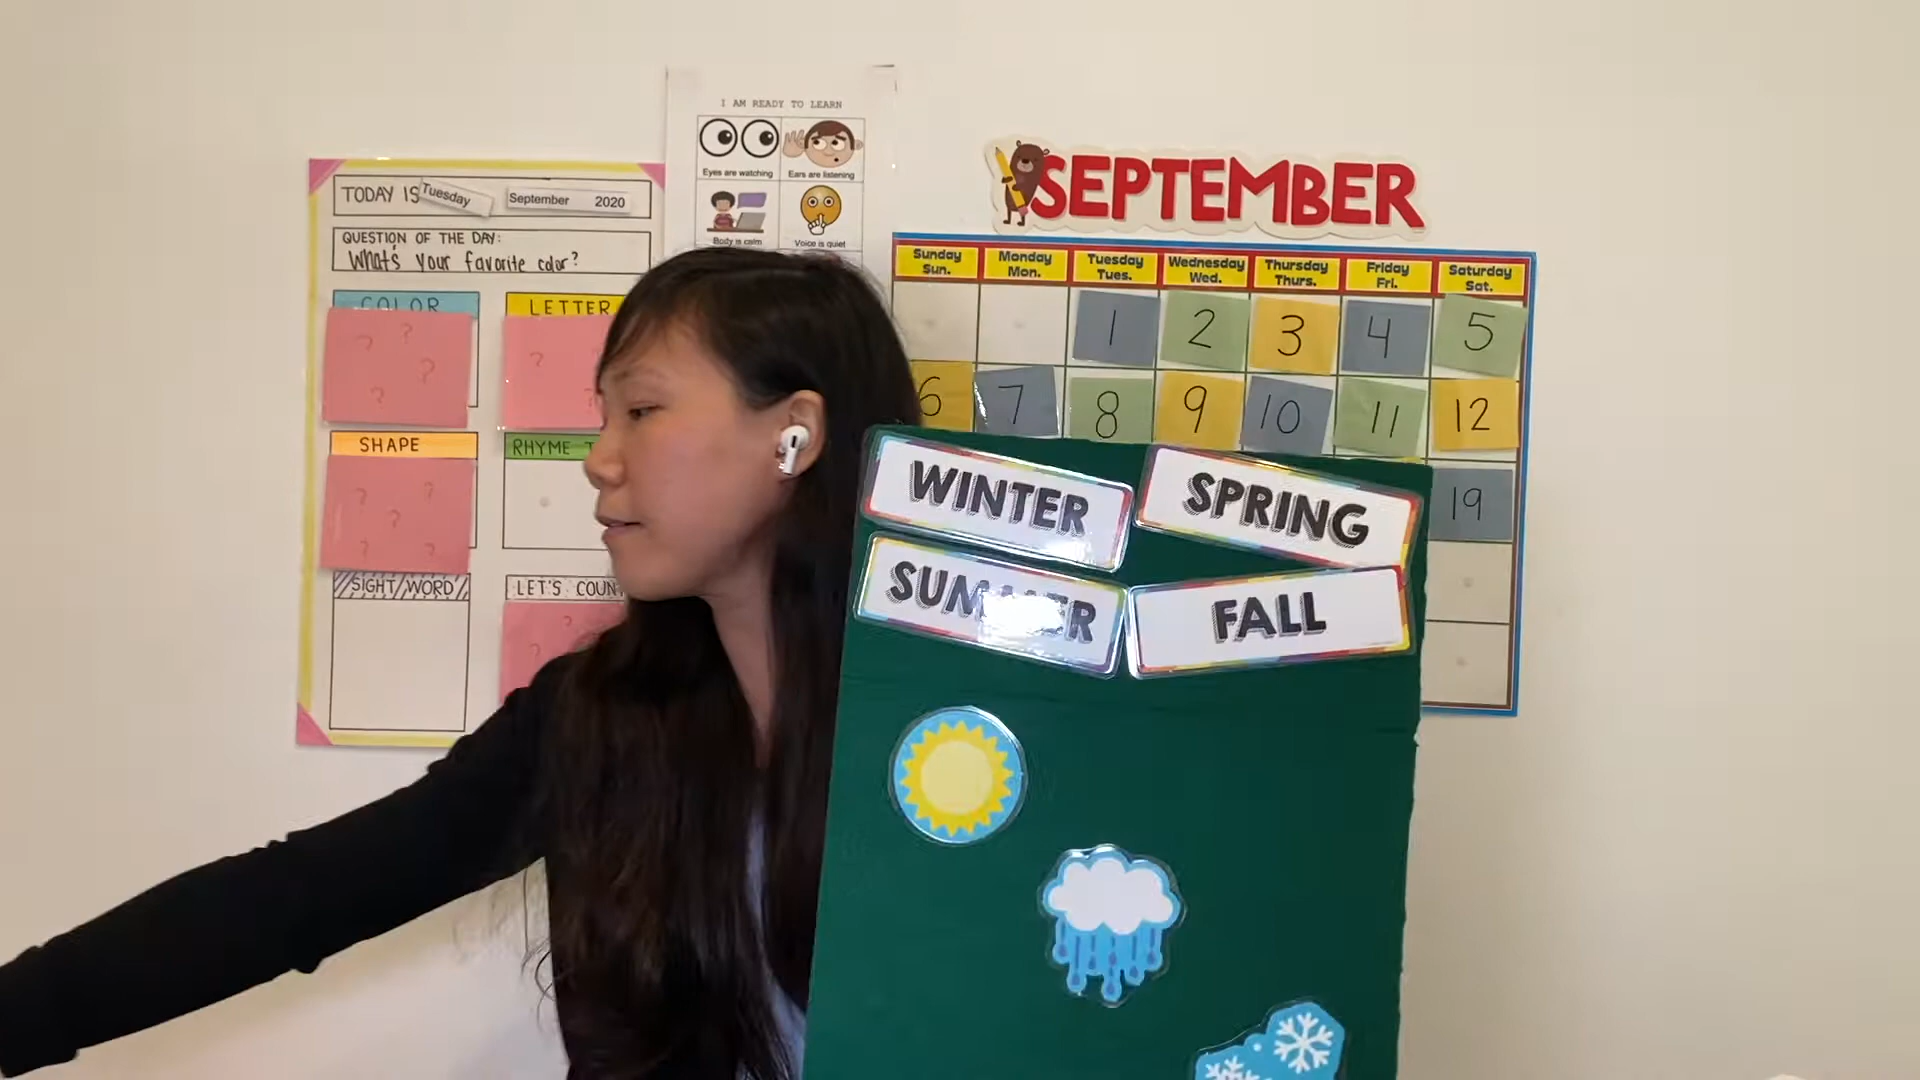 I AM READY TO LEARN
Eyes are watching
Ears are listening
Body is calm
Voice is quiet
TODAY IS Tuesday September 2020
QUESTION OF THE DAY:
What's your favorite color?
COLOR
? ? ? ?
LETTER
?
SHAPE
? ? ? ? ?
RHYME T
SIGHT WORD
LET'S COUN
? ?
SEPTEMBER
Sunday Monday Tuesday Wednesday Thursday Friday Saturday
Sun. Mon. Tues. Wed. Thurs. Fri. Sat.
1 2 3 4 5
6 7 8 9 10 11 12
19
WINTER
SPRING
SUMMER
FALL